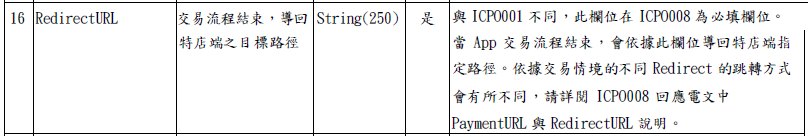 16 RedirectURL 交易流程結束，導回 String(250) 是 與 ICPO001 不同，此欄位在 ICPO008 為必填欄位。
特店端之目標路徑 當 App 交易流程結束，會依據此欄位導回特店端指
定路徑。依據交易情境的不同 Redirect 的跳轉方式
會有所不同，請詳閱 ICPO008 回應電文中
PaymentURL 與 RedirectURL 說明。